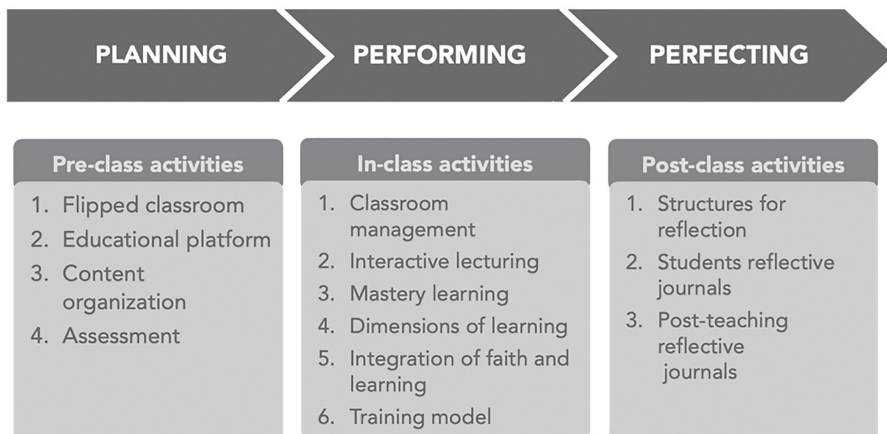 PLANNING
PERFORMING
PERFECTING
Pre-class activities
1. Flipped classroom
2. Educational platform
3. Content
organization
4. Assessment
In-class activities
1. Classroom
management
2. Interactive lecturing
3. Mastery learning
4. Dimensions of learning
5. Integration of faith and
learning
6. Training model
Post-class activities
1. Structures for
reflection
2. Students reflective
journals
3. Post-teaching
reflective
journals